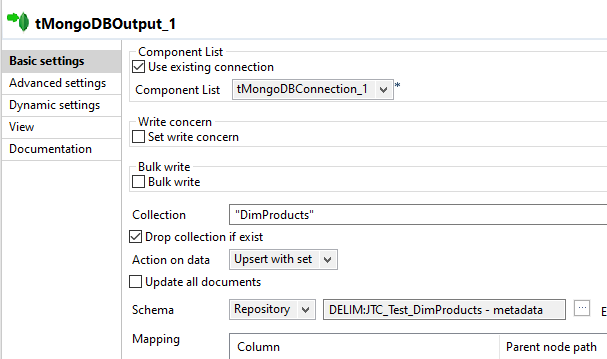 tMongoDBOutput_1
Basic settings
Advanced settings
Dynamic settings
View
Documentation
Component List
Use existing connection
Component List tMongoDBConnection_1 *
Write concern
Set write concern
Bulk write
Bulk write
Collection "DimProducts"
Drop collection if exist
Action on data Upsert with set
Update all documents
Schema Repository DELIM:JTC_Test_DimProducts - metadata ... E
Mapping Column Parent node path